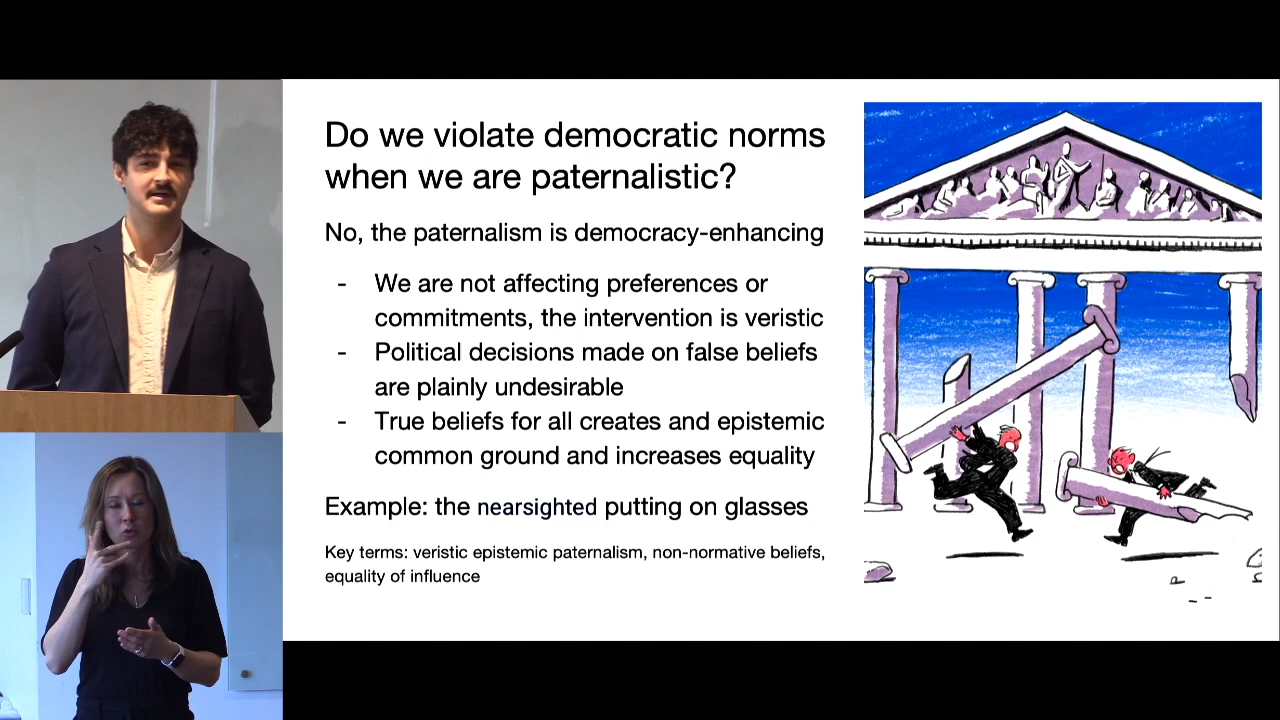 Do we violate democratic norms
when we are paternalistic?
No, the paternalism is democracy-enhancing
- We are not affecting preferences or
commitments, the intervention is veristic
- Political decisions made on false beliefs
are plainly undesirable
- True beliefs for all creates and epistemic
common ground and increases equality
Example: the nearsighted putting on glasses
Key terms: veristic epistemic paternalism, non-normative beliefs,
equality of influence